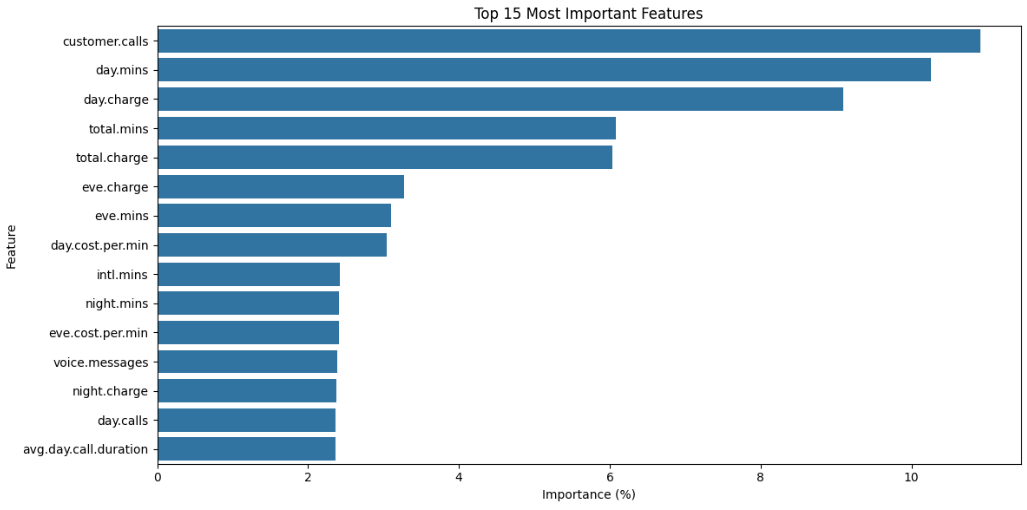 Top 15 Most Important Features
Feature
customer.calls
day.mins
day.charge
total.mins
total.charge
eve.charge
eve.mins
day.cost.per.min
intl.mins
night.mins
eve.cost.per.min
voice.messages
night.charge
day.calls
avg.day.call.duration
0 2 4 6 8 10
Importance (%)